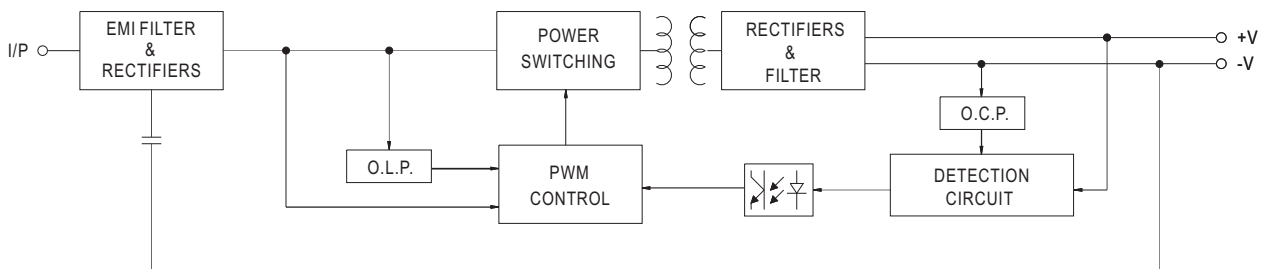 I/P
EMI FILTER
&
RECTIFIERS
POWER
SWITCHING
RECTIFIERS
&
FILTER
+V
-V
O.C.P.
O.L.P.
PWM
CONTROL
DETECTION
CIRCUIT